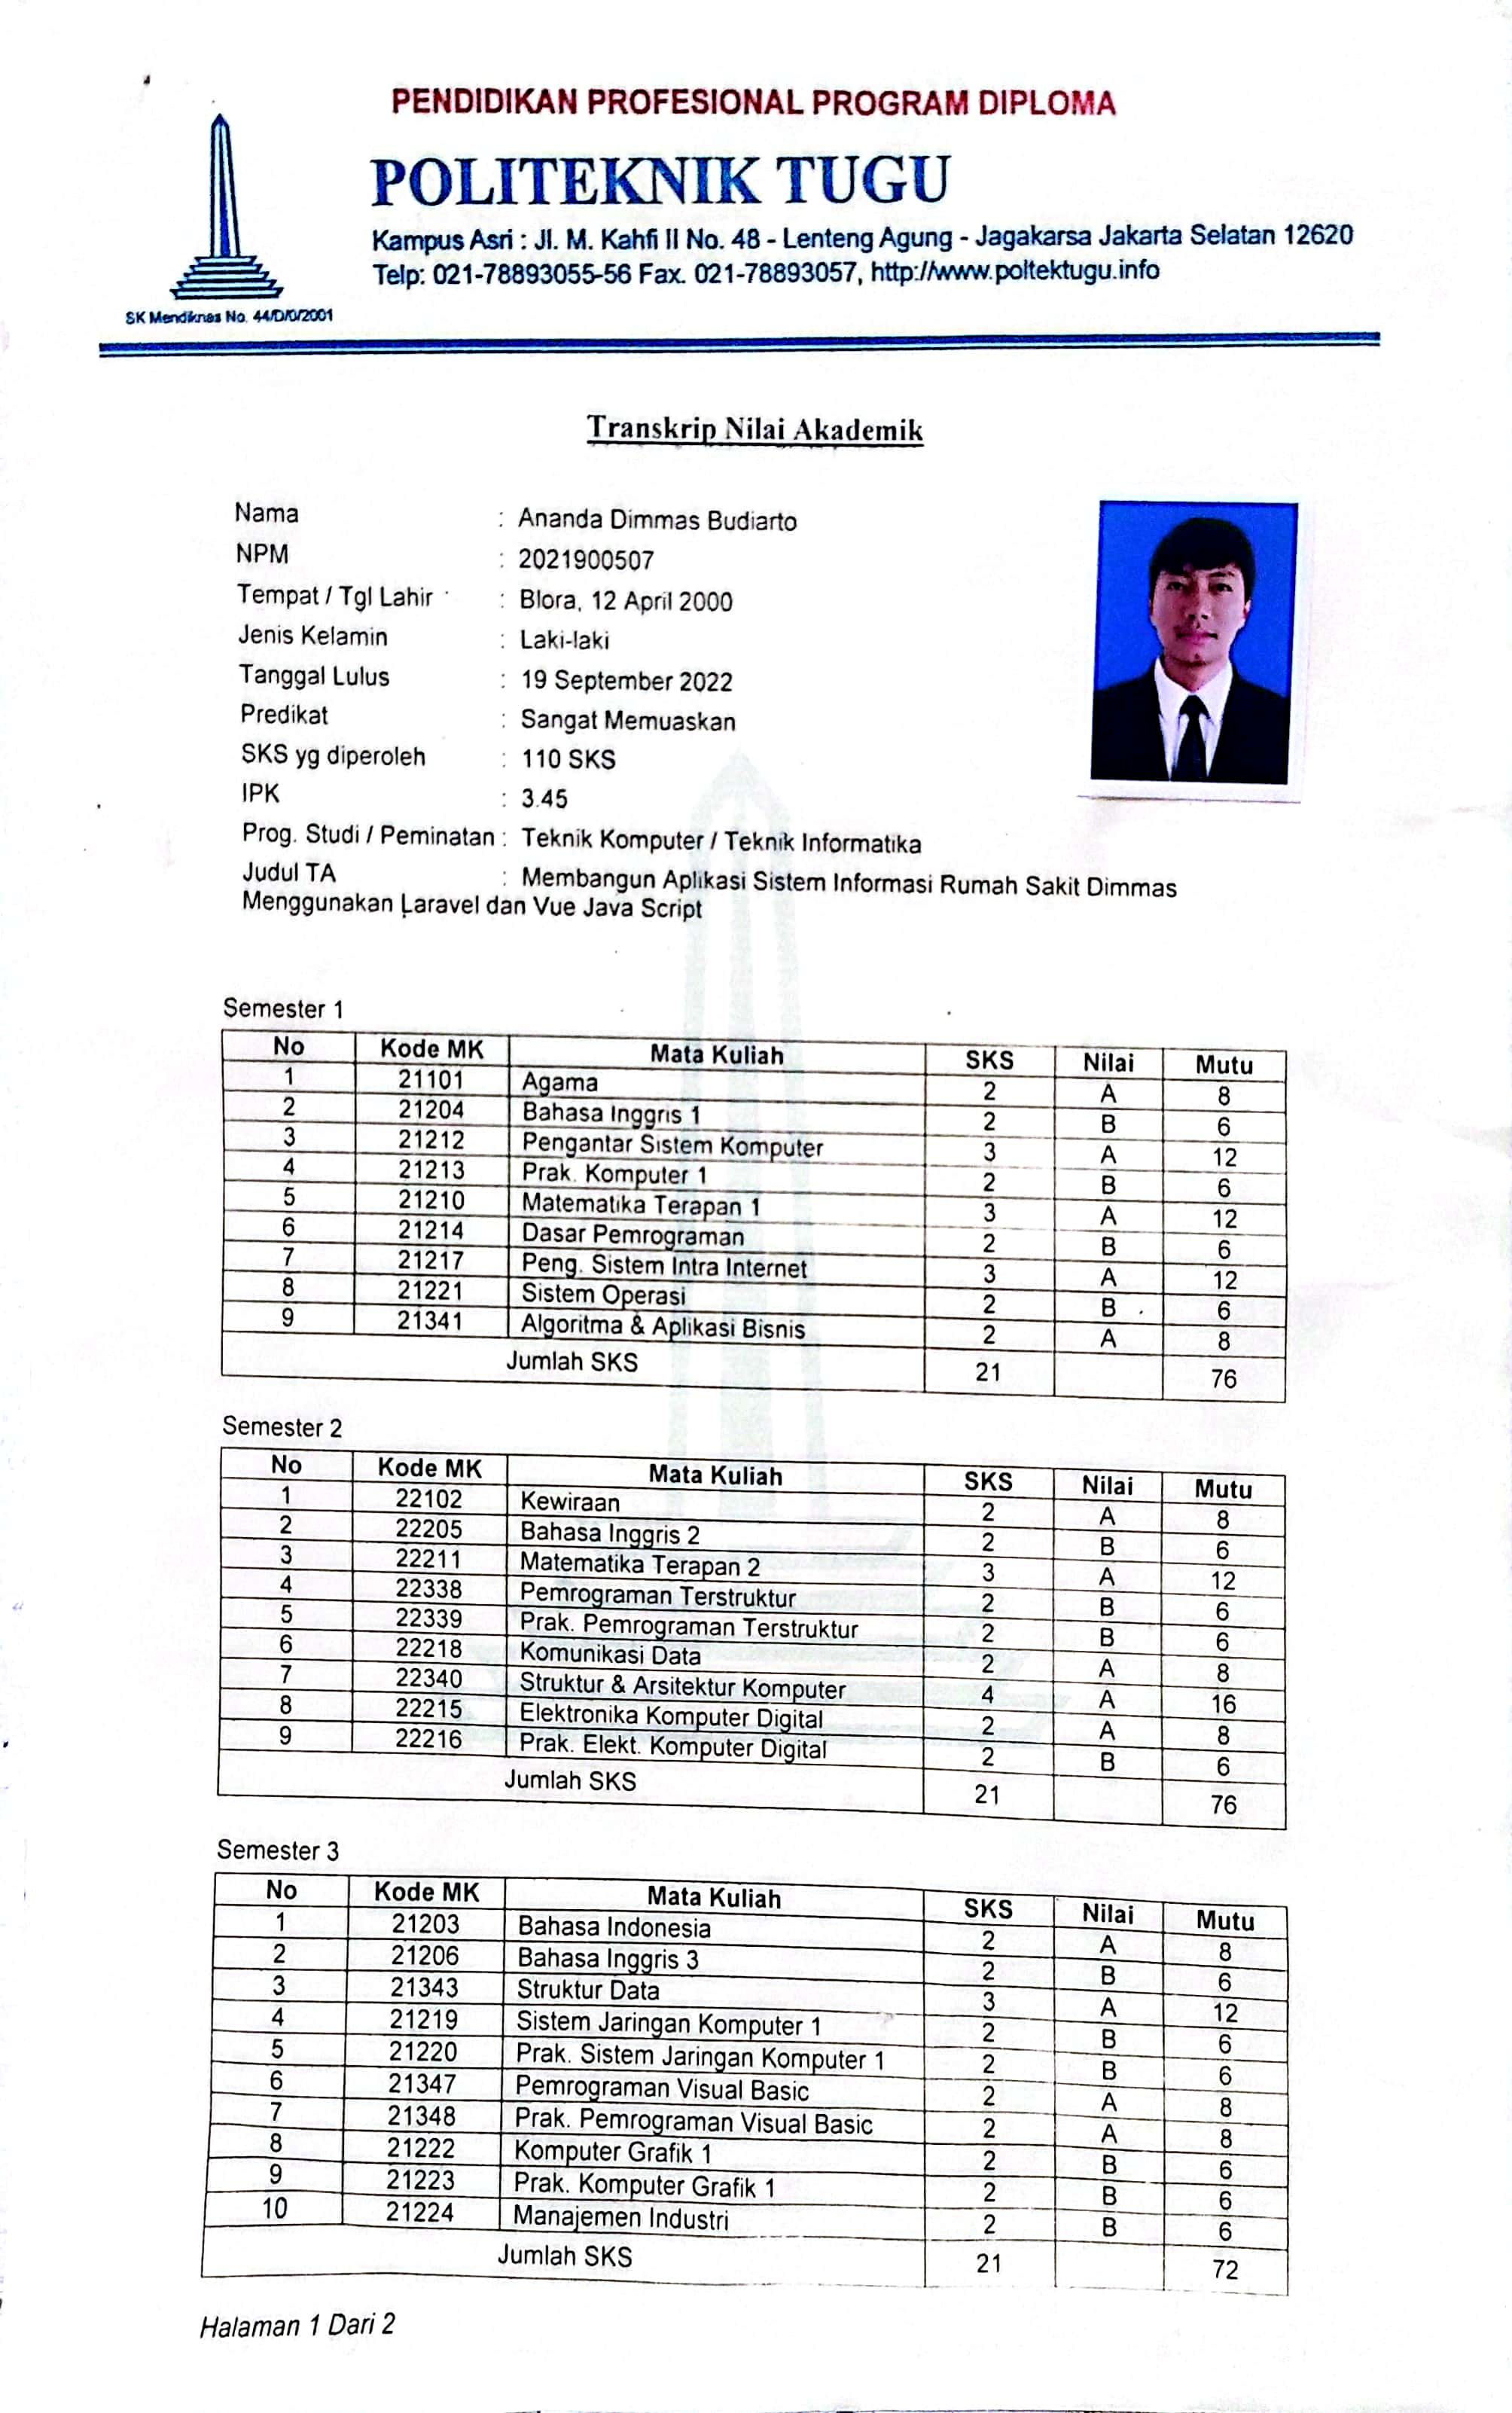 PENDIDIKAN PROFESIONAL PROGRAM DIPLOMA
POLITEKNIK TUGU
Kampus Asri : Jl. M. Kahfi II No. 48 - Lenteng Agung - Jagakarsa Jakarta Selatan 12620
Telp: 021-78893055-56 Fax. 021-78893057, http://www.poltektugu.info
SK Mendiknas No. 44/D/0/2001
Transkrip Nilai Akademik
Nama : Ananda Dimmas Budiarto
NPM : 2021900507
Tempat / Tgl Lahir : Blora, 12 April 2000
Jenis Kelamin : Laki-laki
Tanggal Lulus : 19 September 2022
Predikat : Sangat Memuaskan
SKS yg diperoleh : 110 SKS
IPK : 3.45
Prog. Studi / Peminatan : Teknik Komputer / Teknik Informatika
Judul TA : Membangun Aplikasi Sistem Informasi Rumah Sakit Dimmas
Menggunakan Laravel dan Vue Java Script
Semester 1
No Kode MK Mata Kuliah SKS Nilai Mutu
1 21101 Agama 2 A 8
2 21204 Bahasa Inggris 1 2 B 6
3 21212 Pengantar Sistem Komputer 3 A 12
4 21213 Prak. Komputer 1 2 B 6
5 21210 Matematika Terapan 1 3 A 12
6 21214 Dasar Pemrograman 2 B 6
7 21217 Peng. Sistem Intra Internet 3 A 12
8 21221 Sistem Operasi 2 B 6
9 21341 Algoritma & Aplikasi Bisnis 2 A 8
Jumlah SKS 21 76
Semester 2
No Kode MK Mata Kuliah SKS Nilai Mutu
1 22102 Kewiraan 2 A 8
2 22205 Bahasa Inggris 2 2 B 6
3 22211 Matematika Terapan 2 3 A 12
4 22338 Pemrograman Terstruktur 2 B 6
5 22339 Prak. Pemrograman Terstruktur 2 B 6
6 22218 Komunikasi Data 2 A 8
7 22340 Struktur & Arsitektur Komputer 4 A 16
8 22215 Elektronika Komputer Digital 2 A 8
9 22216 Prak. Elekt. Komputer Digital 2 B 6
Jumlah SKS 21 76
Semester 3
No Kode MK Mata Kuliah SKS Nilai Mutu
1 21203 Bahasa Indonesia 2 A 8
2 21206 Bahasa Inggris 3 2 B 6
3 21343 Struktur Data 3 A 12
4 21219 Sistem Jaringan Komputer 1 2 B 6
5 21220 Prak. Sistem Jaringan Komputer 1 2 B 6
6 21347 Pemrograman Visual Basic 2 A 8
7 21348 Prak. Pemrograman Visual Basic 2 A 8
8 21222 Komputer Grafik 1 2 B 6
9 21223 Prak. Komputer Grafik 1 2 B 6
10 21224 Manajemen Industri 2 B 6
Jumlah SKS 21 72
Halaman 1 Dari 2